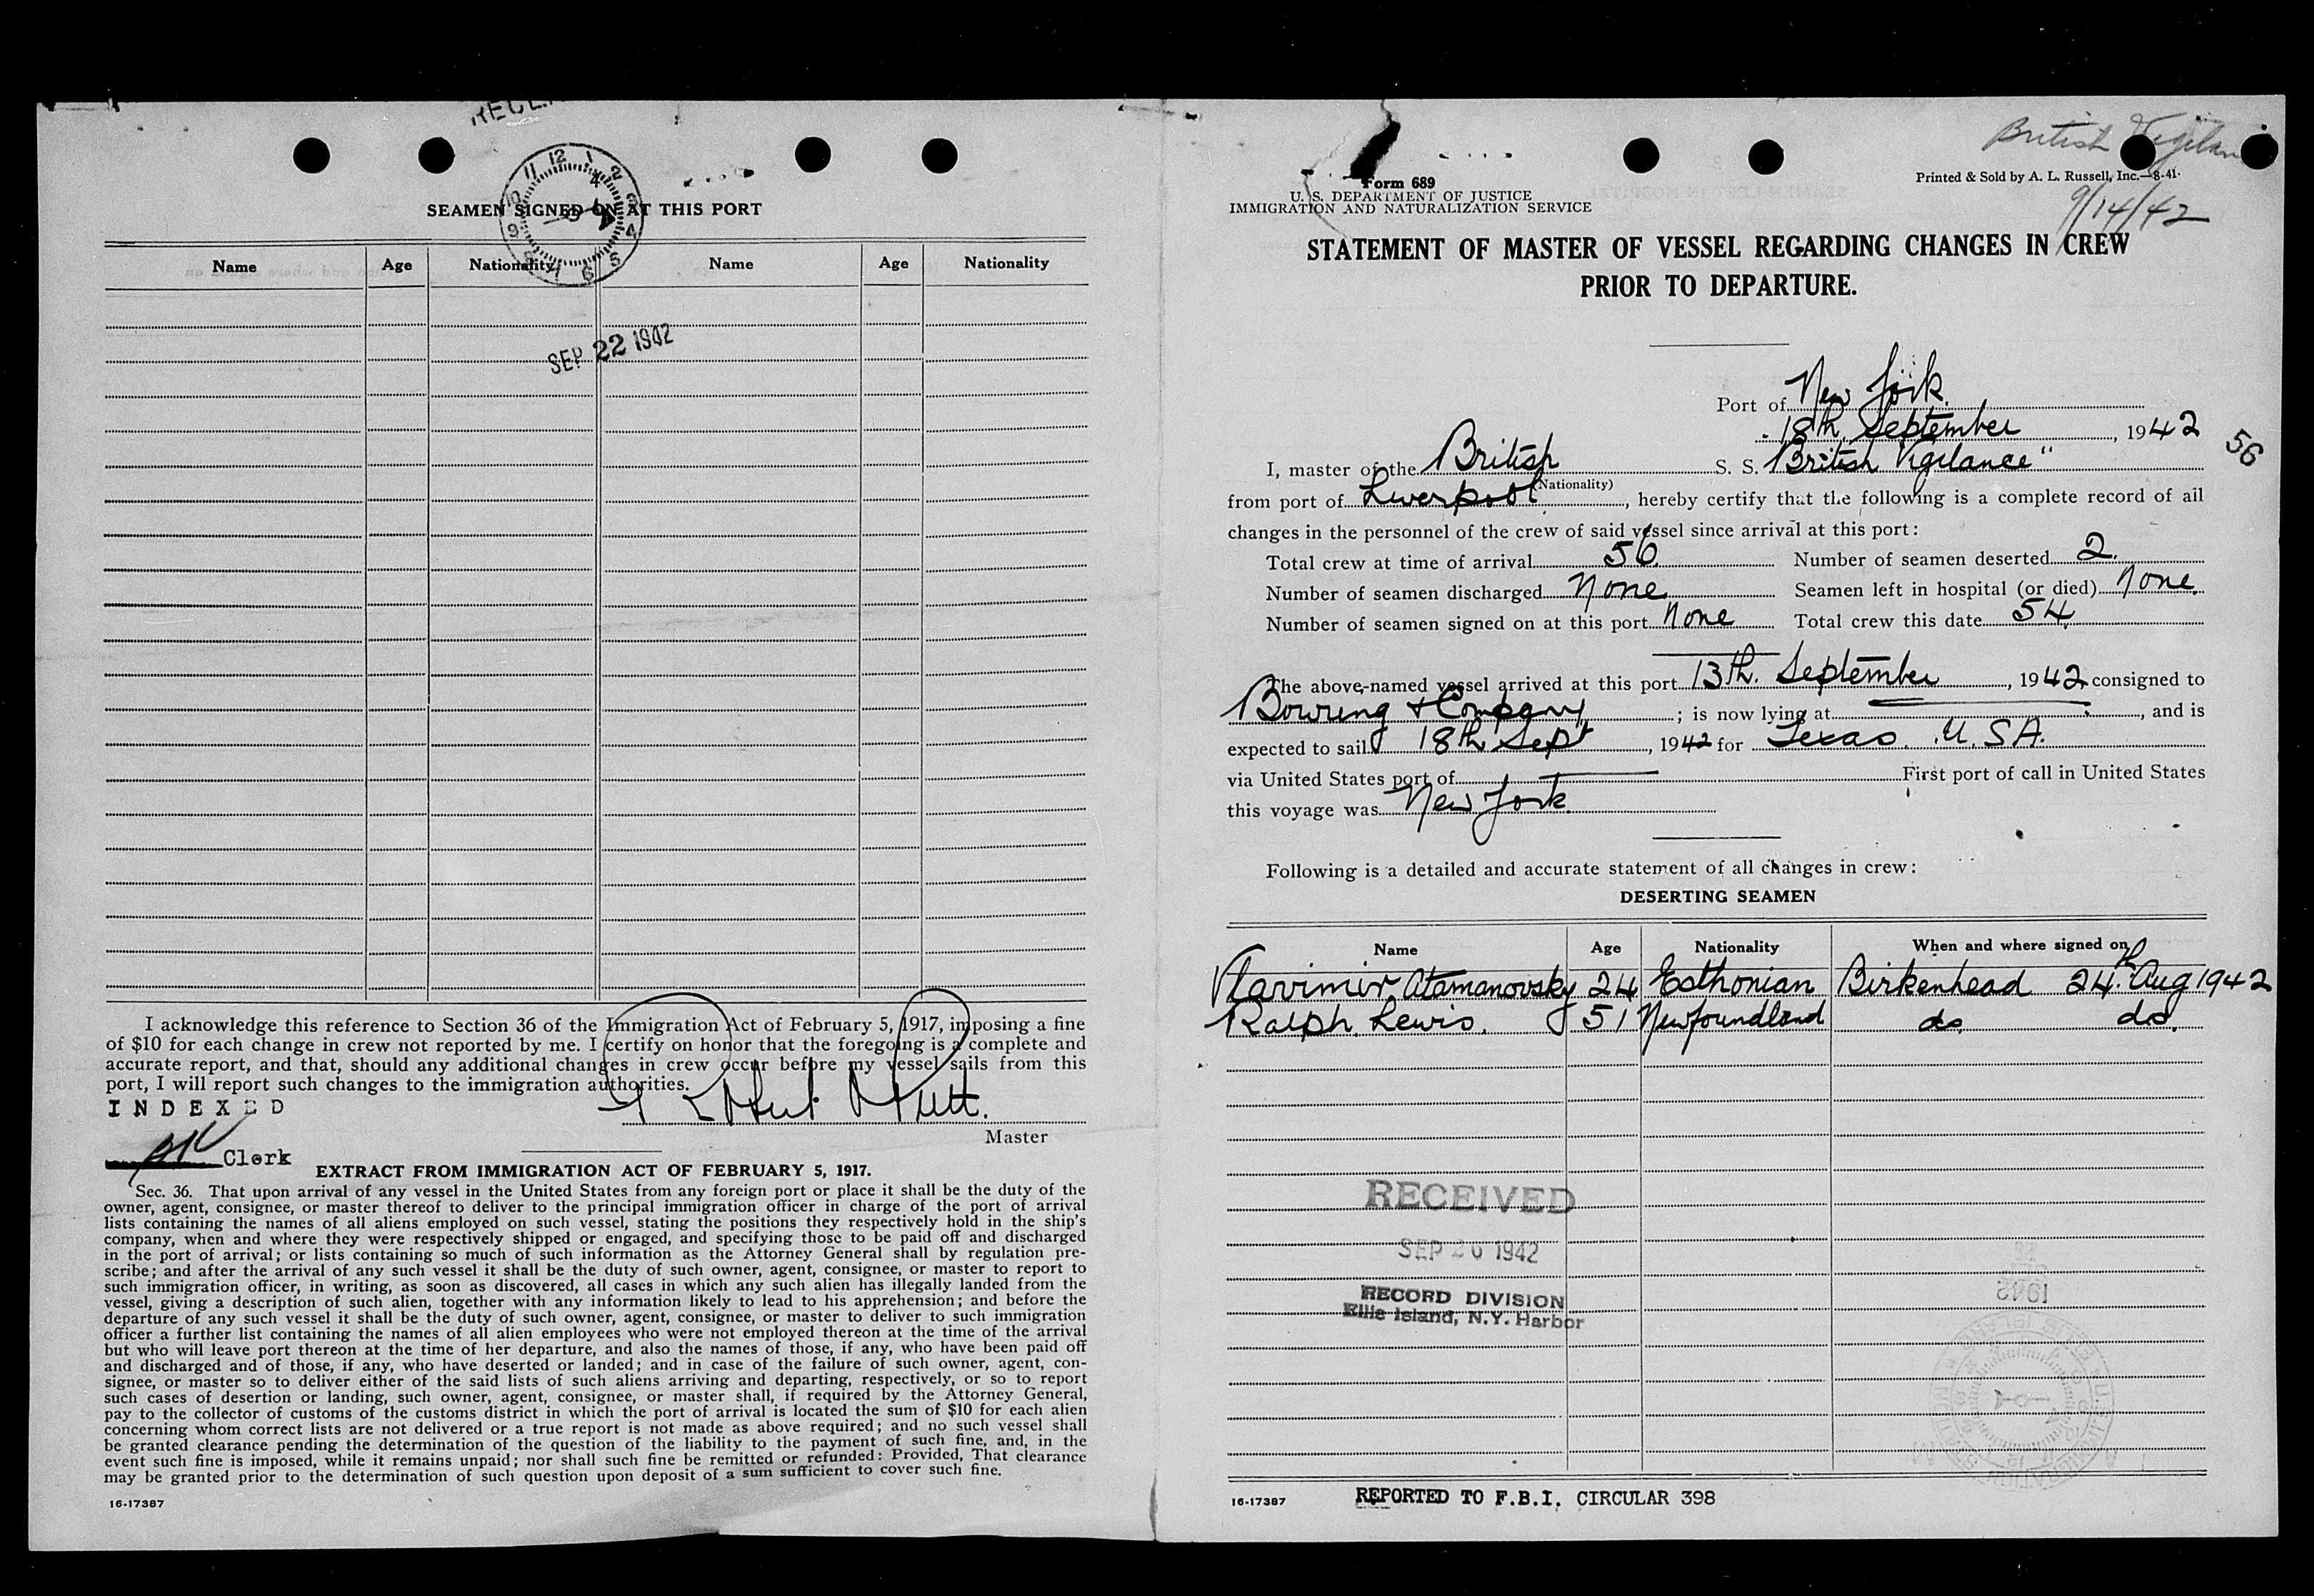 SEAMEN SIGNED ON AT THIS PORT
12 1 2 3 4 5 6 7 8 9 10 11
Name Age Nationality Name Age Nationality
SEP 22 1942
I acknowledge this reference to Section 36 of the Immigration Act of February 5, 1917, imposing a fine
of $10 for each change in crew not reported by me. I certify on honor that the foregoing is a complete and
accurate report, and that, should any additional changes in crew occur before my vessel sails from this
port, I will report such changes to the immigration authorities.
INDEXED
Master
Clerk
EXTRACT FROM IMMIGRATION ACT OF FEBRUARY 5, 1917.
Sec. 36. That upon arrival of any vessel in the United States from any foreign port or place it shall be the duty of the
owner, agent, consignee, or master thereof to deliver to the principal immigration officer in charge of the port of arrival
lists containing the names of all aliens employed on such vessel, stating the positions they respectively hold in the ship's
company, when and where they were respectively shipped or engaged, and specifying those to be paid off and discharged
in the port of arrival; or lists containing so much of such information as the Attorney General shall by regulation pre-
scribe; and after the arrival of any such vessel it shall be the duty of such owner, agent, consignee, or master to report to
such immigration officer, in writing, as soon as discovered, all cases in which any such alien has illegally landed from the
vessel, giving a description of such alien, together with any information likely to lead to his apprehension; and before the
departure of any such vessel it shall be the duty of such owner, agent, consignee, or master to deliver to such immigration
officer a further list containing the names of all alien employees who were not employed thereon at the time of the arrival
but who will leave port thereon at the time of her departure, and also the names of those, if any, who have been paid off
and discharged and of those, if any, who have deserted or landed; and in case of the failure of such owner, agent, con-
signee, or master so to deliver either of the said lists of such aliens arriving and departing, respectively, or so to report
such cases of desertion or landing, such owner, agent, consignee, or master shall, if required by the Attorney General,
pay to the collector of customs of the customs district in which the port of arrival is located the sum of $10 for each alien
concerning whom correct lists are not delivered or a true report is not made as above required; and no such vessel shall
be granted clearance pending the determination of the question of the liability to the payment of such fine, and, in the
event such fine is imposed, while it remains unpaid; nor shall such fine be remitted or refunded: Provided, That clearance
may be granted prior to the determination of such question upon deposit of a sum sufficient to cover such fine.
16-17387
British Vigilan
Form 689
U. S. DEPARTMENT OF JUSTICE
IMMIGRATION AND NATURALIZATION SERVICE
Printed & Sold by A. L. Russell, Inc.—8-41.
9/14/42
STATEMENT OF MASTER OF VESSEL REGARDING CHANGES IN CREW
PRIOR TO DEPARTURE.
Port of New York.
18th September, 1942
56
I, master of the British S. S. British Vigilance"
(Nationality)
from port of Liverpool, hereby certify that the following is a complete record of all
changes in the personnel of the crew of said vessel since arrival at this port:
Total crew at time of arrival 56. Number of seamen deserted 2.
Number of seamen discharged None Seamen left in hospital (or died) None.
Number of seamen signed on at this port None Total crew this date 54.
The above-named vessel arrived at this port 13th. September, 1942 consigned to
Bowring & Company; is now lying at , and is
expected to sail 18th Sept, 1942 for Texas. U.S.A.
via United States port of First port of call in United States
this voyage was New York.
Following is a detailed and accurate statement of all changes in crew:
DESERTING SEAMEN
Name Age Nationality When and where signed on
Vlavimir Atamanovsky 24 Esthonian Birkenhead 24th Aug 1942
Ralph Lewis. 51 Newfoundland do. do.
RECEIVED
SEP 26 1942
RECORD DIVISION
Ellis Island, N.Y. Harbor
16-17387
REPORTED TO F.B.I. CIRCULAR 398